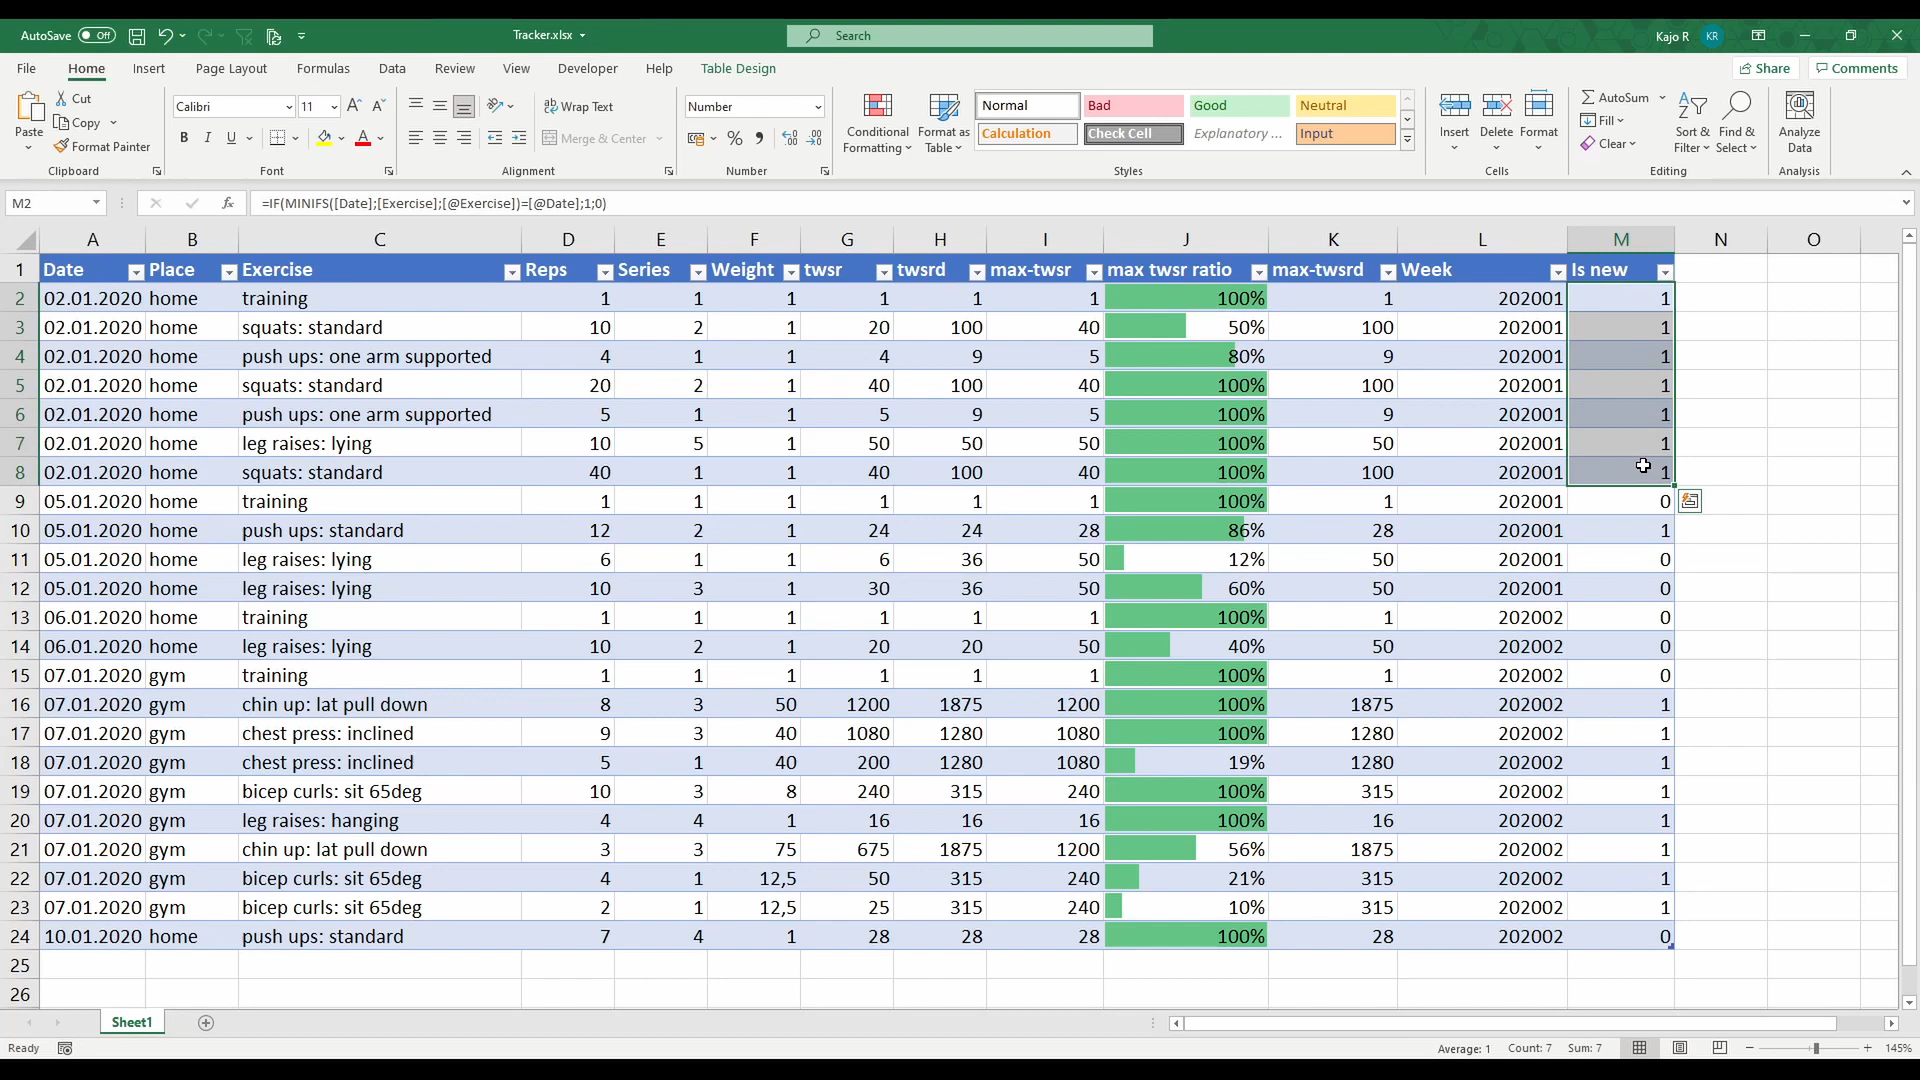 AutoSave Off Tracker.xlsx Search Kajo R KR
File Home Insert Page Layout Formulas Data Review View Developer Help Table Design Share Comments
Paste Cut Copy Format Painter Clipboard
Calibri 11 B I U A A Font
Wrap Text Merge & Center Alignment
Number % Number
Conditional Formatting Format as Table
Normal Bad Good Neutral
Calculation Check Cell Explanatory ... Input
Styles
Insert Delete Format Cells
AutoSum Fill Clear Sort & Filter Find & Select Editing
Analyze Data Analysis
M2 fx =IF(MINIFS([Date];[Exercise];[@Exercise])=[@Date];1;0)
A B C D E F G H I J K L M N O
1 Date Place Exercise Reps Series Weight twsr twsrd max-twsr max twsr ratio max-twsrd Week Is new
2 02.01.2020 home training 1 1 1 1 1 1 100% 1 202001 1
3 02.01.2020 home squats: standard 10 2 1 20 100 40 50% 100 202001 1
4 02.01.2020 home push ups: one arm supported 4 1 1 4 9 5 80% 9 202001 1
5 02.01.2020 home squats: standard 20 2 1 40 100 40 100% 100 202001 1
6 02.01.2020 home push ups: one arm supported 5 1 1 5 9 5 100% 9 202001 1
7 02.01.2020 home leg raises: lying 10 5 1 50 50 50 100% 50 202001 1
8 02.01.2020 home squats: standard 40 1 1 40 100 40 100% 100 202001 1
9 05.01.2020 home training 1 1 1 1 1 1 100% 1 202001 0
10 05.01.2020 home push ups: standard 12 2 1 24 24 28 86% 28 202001 1
11 05.01.2020 home leg raises: lying 6 1 1 6 36 50 12% 50 202001 0
12 05.01.2020 home leg raises: lying 10 3 1 30 36 50 60% 50 202001 0
13 06.01.2020 home training 1 1 1 1 1 1 100% 1 202002 0
14 06.01.2020 home leg raises: lying 10 2 1 20 20 50 40% 50 202002 0
15 07.01.2020 gym training 1 1 1 1 1 1 100% 1 202002 0
16 07.01.2020 gym chin up: lat pull down 8 3 50 1200 1875 1200 100% 1875 202002 1
17 07.01.2020 gym chest press: inclined 9 3 40 1080 1280 1080 100% 1280 202002 1
18 07.01.2020 gym chest press: inclined 5 1 40 200 1280 1080 19% 1280 202002 1
19 07.01.2020 gym bicep curls: sit 65deg 10 3 8 240 315 240 100% 315 202002 1
20 07.01.2020 gym leg raises: hanging 4 4 1 16 16 16 100% 16 202002 1
21 07.01.2020 gym chin up: lat pull down 3 3 75 675 1875 1200 56% 1875 202002 1
22 07.01.2020 gym bicep curls: sit 65deg 4 1 12,5 50 315 240 21% 315 202002 1
23 07.01.2020 gym bicep curls: sit 65deg 2 1 12,5 25 315 240 10% 315 202002 1
24 10.01.2020 home push ups: standard 7 4 1 28 28 28 100% 28 202002 0
25
26
Sheet1
Ready Average: 1 Count: 7 Sum: 7 145%